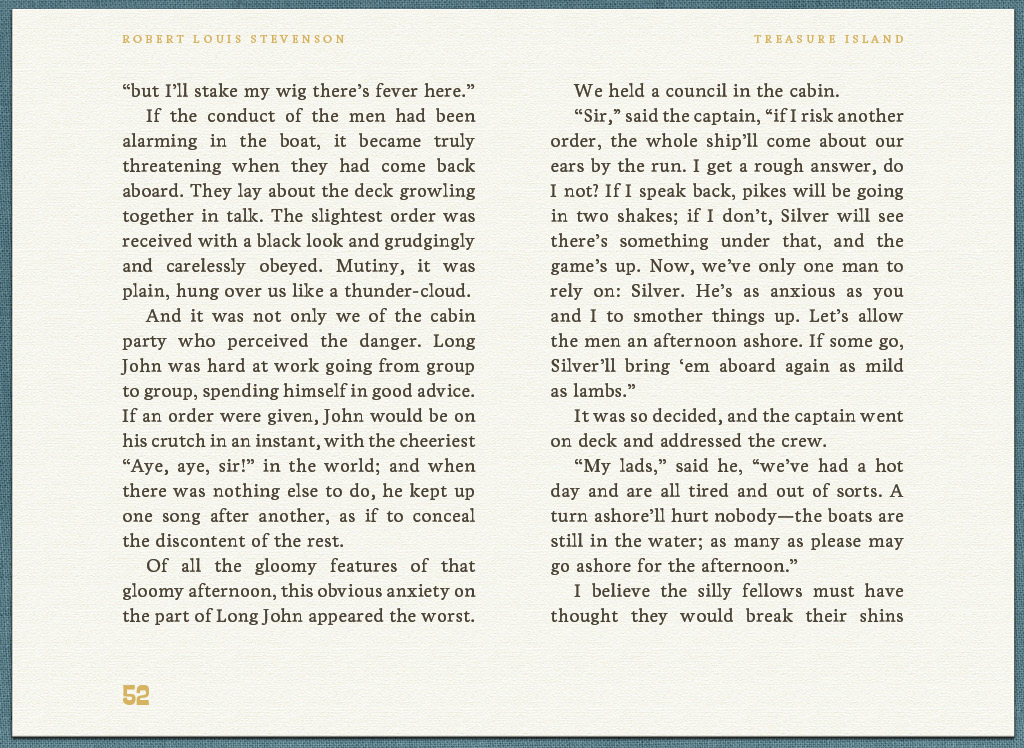 ROBERT LOUIS STEVENSON
TREASURE ISLAND
“but I’ll stake my wig there’s fever here.”
If the conduct of the men had been
alarming in the boat, it became truly
threatening when they had come back
aboard. They lay about the deck growling
together in talk. The slightest order was
received with a black look and grudgingly
and carelessly obeyed. Mutiny, it was
plain, hung over us like a thunder-cloud.
And it was not only we of the cabin
party who perceived the danger. Long
John was hard at work going from group
to group, spending himself in good advice.
If an order were given, John would be on
his crutch in an instant, with the cheeriest
“Aye, aye, sir!” in the world; and when
there was nothing else to do, he kept up
one song after another, as if to conceal
the discontent of the rest.
Of all the gloomy features of that
gloomy afternoon, this obvious anxiety on
the part of Long John appeared the worst.
We held a council in the cabin.
“Sir,” said the captain, “if I risk another
order, the whole ship’ll come about our
ears by the run. I get a rough answer, do
I not? If I speak back, pikes will be going
in two shakes; if I don’t, Silver will see
there’s something under that, and the
game’s up. Now, we’ve only one man to
rely on: Silver. He’s as anxious as you
and I to smother things up. Let’s allow
the men an afternoon ashore. If some go,
Silver’ll bring ‘em aboard again as mild
as lambs.”
It was so decided, and the captain went
on deck and addressed the crew.
“My lads,” said he, “we’ve had a hot
day and are all tired and out of sorts. A
turn ashore’ll hurt nobody—the boats are
still in the water; as many as please may
go ashore for the afternoon.”
I believe the silly fellows must have
thought they would break their shins
52